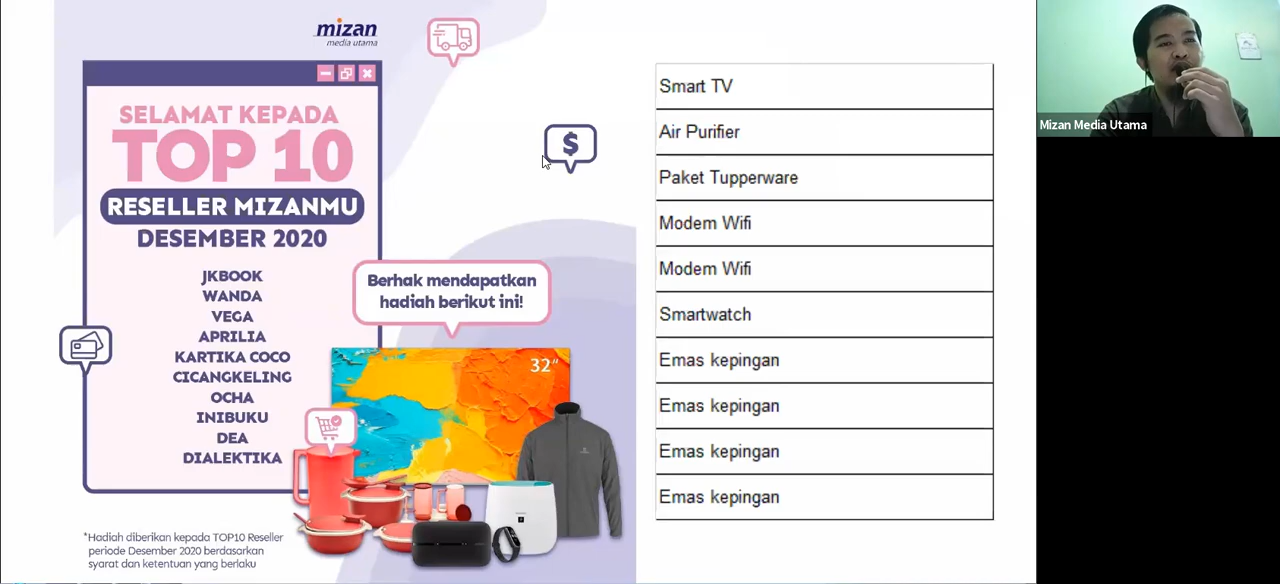 mizan
media utama
SELAMAT KEPADA
TOP 10
RESELLER MIZANMU
DESEMBER 2020
JKBOOK
WANDA
VEGA
APRILIA
KARTIKA COCO
CICANGKELING
OCHA
INIBUKU
DEA
DIALEKTIKA
Berhak mendapatkan
hadiah berikut ini!
32"
$
*Hadiah diberikan kepada TOP10 Reseller
periode Desember 2020 berdasarkan
syarat dan ketentuan yang berlaku
Smart TV
Air Purifier
Paket Tupperware
Modem Wifi
Modem Wifi
Smartwatch
Emas kepingan
Emas kepingan
Emas kepingan
Emas kepingan
Mizan Media Utama